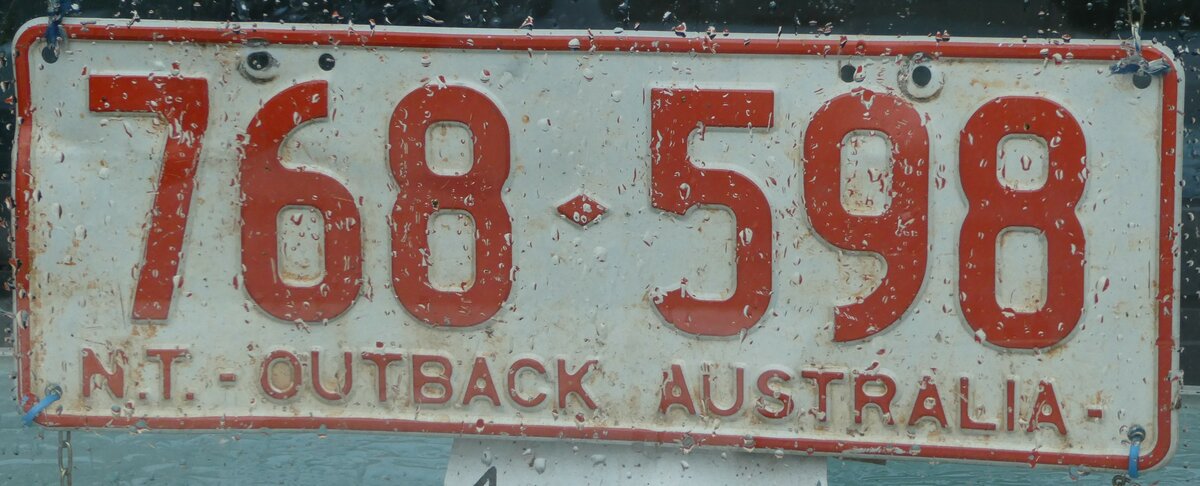 768·598
N.T. - OUTBACK AUSTRALIA -